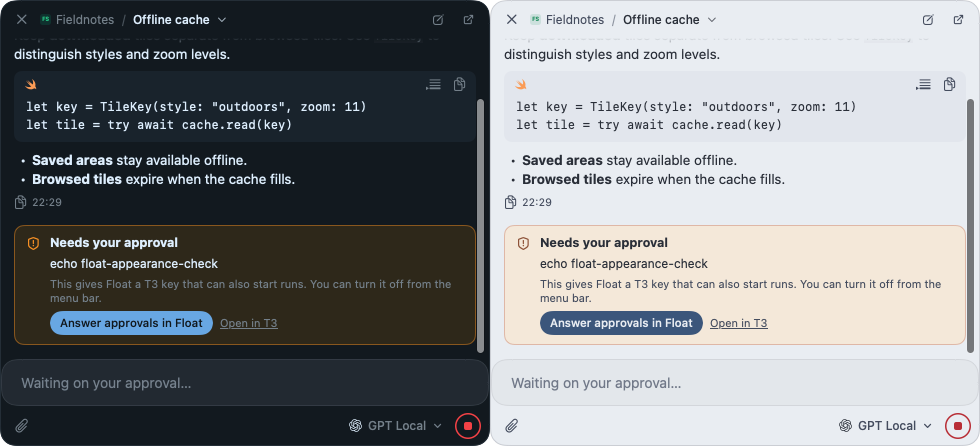 FS Fieldnotes / Offline cache
distinguish styles and zoom levels.
let key = TileKey(style: "outdoors", zoom: 11)
let tile = try await cache.read(key)
• Saved areas stay available offline.
• Browsed tiles expire when the cache fills.
22:29
Needs your approval
echo float-appearance-check
This gives Float a T3 key that can also start runs. You can turn it off from the
menu bar.
Answer approvals in Float Open in T3
Waiting on your approval...
GPT Local
FS Fieldnotes / Offline cache
distinguish styles and zoom levels.
let key = TileKey(style: "outdoors", zoom: 11)
let tile = try await cache.read(key)
• Saved areas stay available offline.
• Browsed tiles expire when the cache fills.
22:29
Needs your approval
echo float-appearance-check
This gives Float a T3 key that can also start runs. You can turn it off from the
menu bar.
Answer approvals in Float Open in T3
Waiting on your approval...
GPT Local